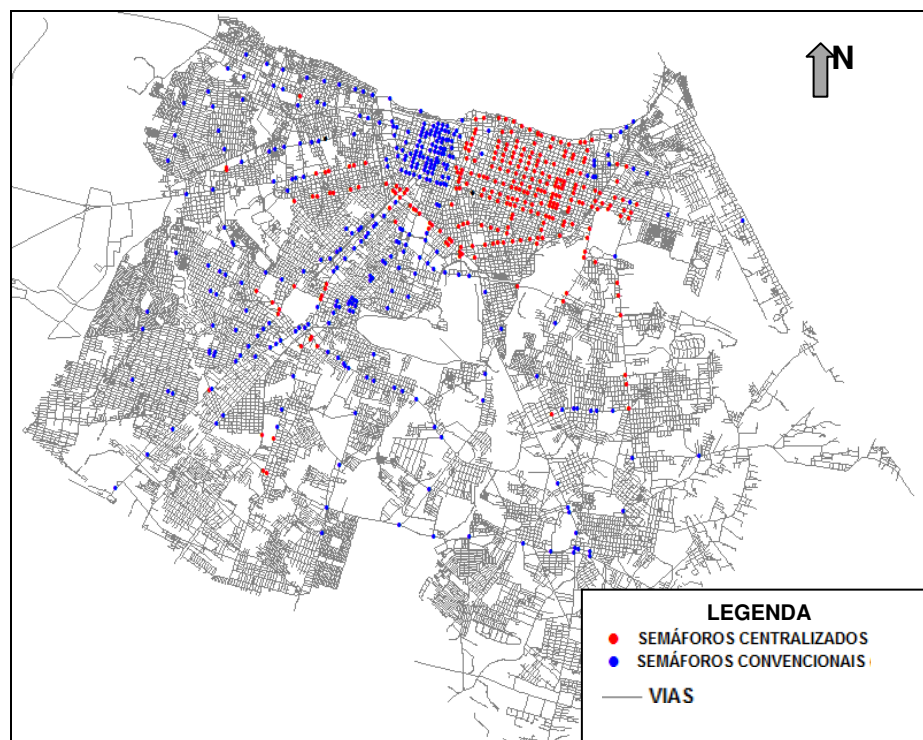 N
LEGENDA
SEMÁFOROS CENTRALIZADOS
SEMÁFOROS CONVENCIONAIS (
VIAS